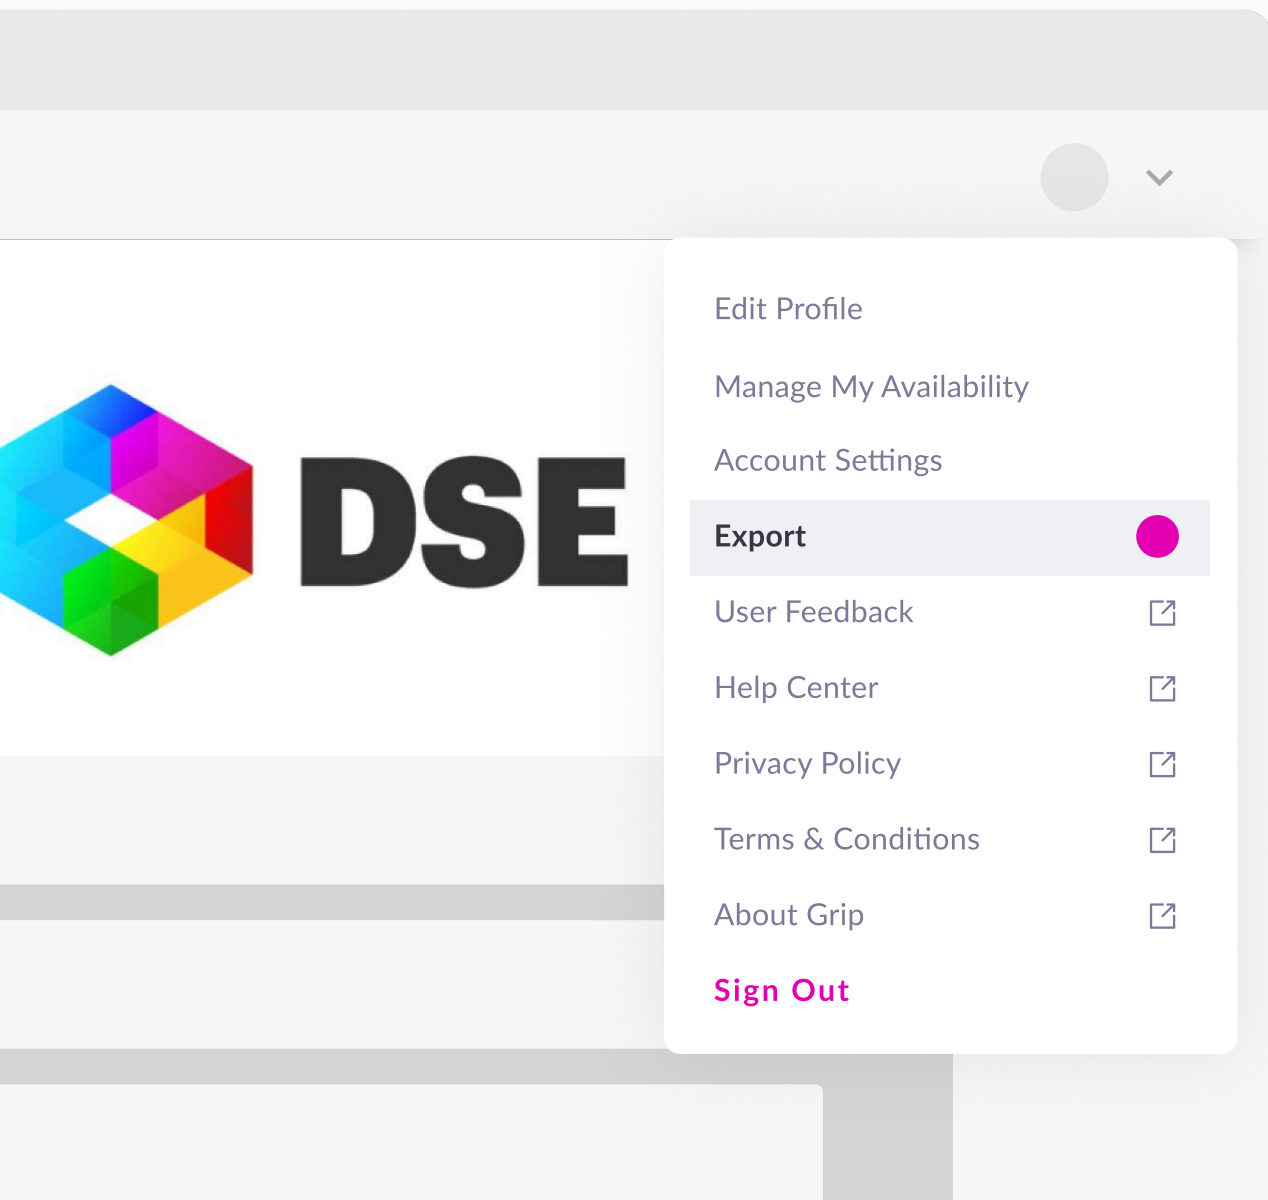 DSE
Edit Profile
Manage My Availability
Account Settings
Export
User Feedback
Help Center
Privacy Policy
Terms & Conditions
About Grip
Sign Out